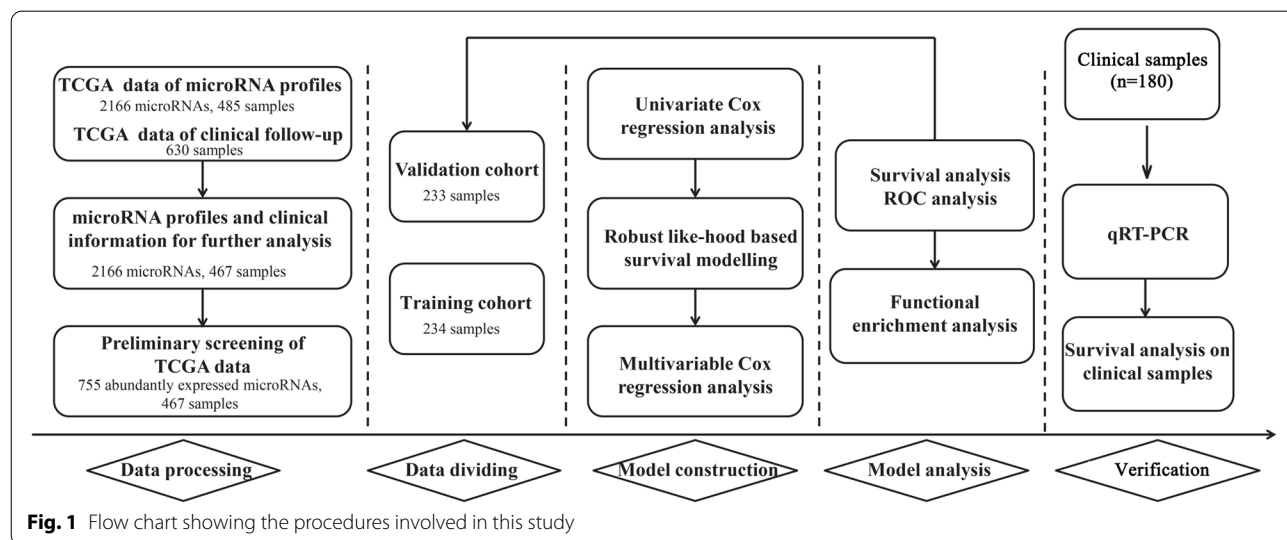 TCGA data of microRNA profiles
2166 microRNAs, 485 samples
TCGA data of clinical follow-up
630 samples
microRNA profiles and clinical
information for further analysis
2166 microRNAs, 467 samples
Preliminary screening of
TCGA data
755 abundantly expressed microRNAs,
467 samples
Validation cohort
233 samples
Training cohort
234 samples
Univariate Cox
regression analysis
Robust like-hood based
survival modelling
Multivariable Cox
regression analysis
Survival analysis
ROC analysis
Functional
enrichment analysis
Clinical samples
(n=180)
qRT-PCR
Survival analysis on
clinical samples
Data processing
Data dividing
Model construction
Model analysis
Verification
Fig. 1 Flow chart showing the procedures involved in this study